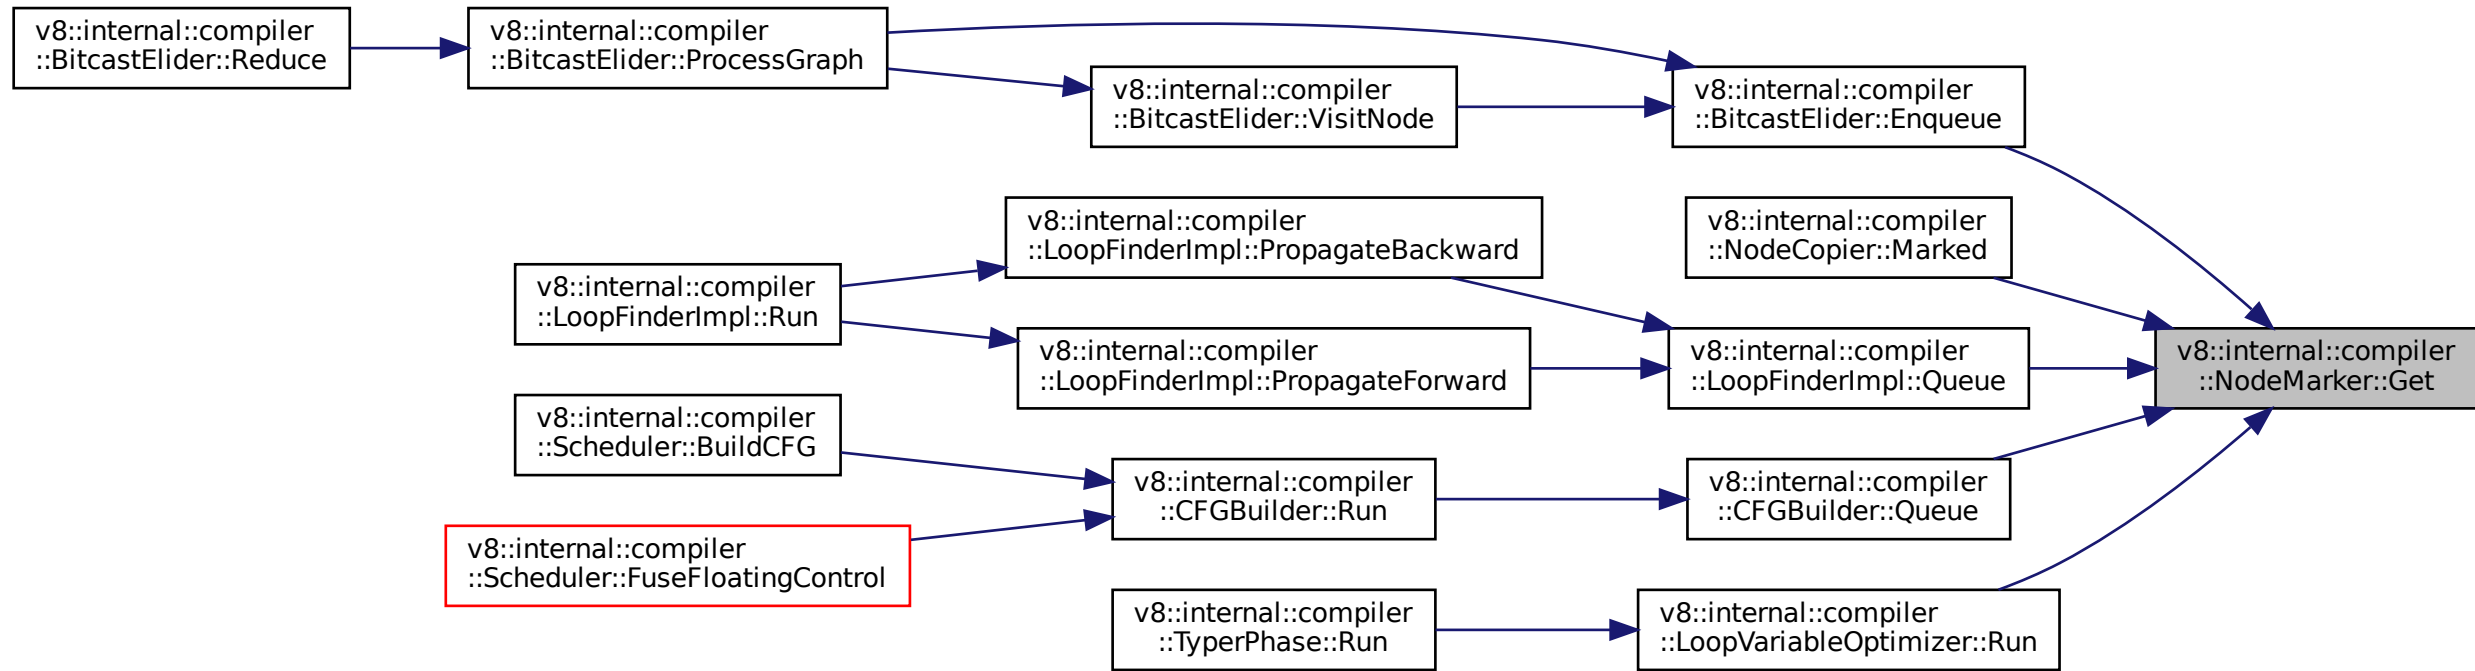 v8::internal::compiler
::BitcastElider::Reduce
v8::internal::compiler
::BitcastElider::ProcessGraph
v8::internal::compiler
::BitcastElider::VisitNode
v8::internal::compiler
::BitcastElider::Enqueue
v8::internal::compiler
::LoopFinderImpl::PropagateBackward
v8::internal::compiler
::NodeCopier::Marked
v8::internal::compiler
::LoopFinderImpl::Run
v8::internal::compiler
::LoopFinderImpl::PropagateForward
v8::internal::compiler
::LoopFinderImpl::Queue
v8::internal::compiler
::NodeMarker::Get
v8::internal::compiler
::Scheduler::BuildCFG
v8::internal::compiler
::CFGBuilder::Run
v8::internal::compiler
::CFGBuilder::Queue
v8::internal::compiler
::Scheduler::FuseFloatingControl
v8::internal::compiler
::TyperPhase::Run
v8::internal::compiler
::LoopVariableOptimizer::Run